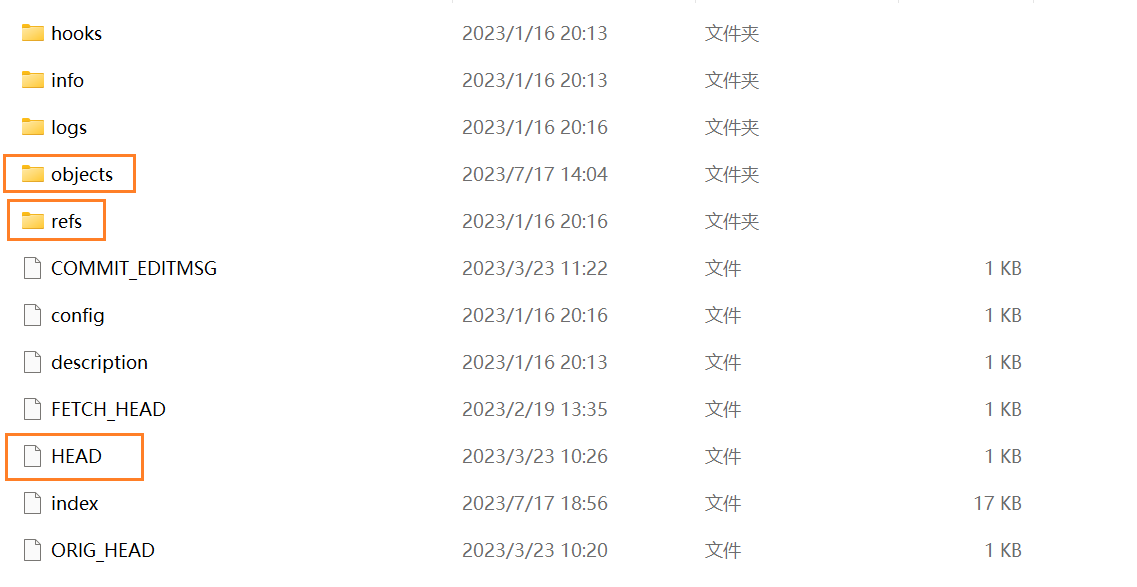 hooks 2023/1/16 20:13 文件夹
info 2023/1/16 20:13 文件夹
logs 2023/1/16 20:16 文件夹
objects 2023/7/17 14:04 文件夹
refs 2023/1/16 20:16 文件夹
COMMIT_EDITMSG 2023/3/23 11:22 文件 1 KB
config 2023/1/16 20:16 文件 1 KB
description 2023/1/16 20:13 文件 1 KB
FETCH_HEAD 2023/2/19 13:35 文件 1 KB
HEAD 2023/3/23 10:26 文件 1 KB
index 2023/7/17 18:56 文件 17 KB
ORIG_HEAD 2023/3/23 10:20 文件 1 KB